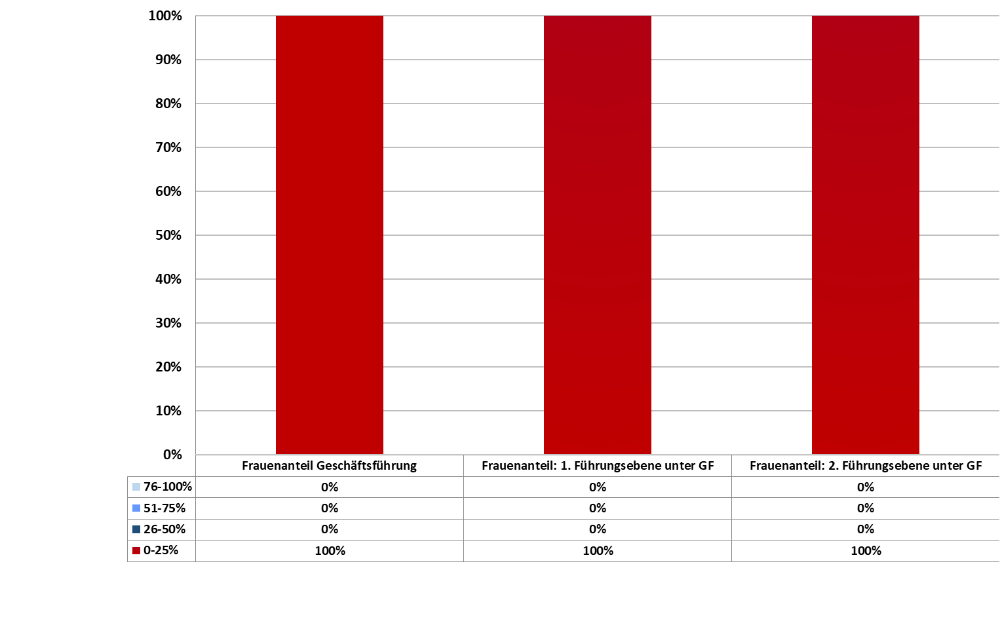 100%
90%
80%
70%
60%
50%
40%
30%
20%
10%
0%
Frauenanteil Geschäftsführung Frauenanteil: 1. Führungsebene unter GF Frauenanteil: 2. Führungsebene unter GF
76-100% 0% 0% 0%
51-75% 0% 0% 0%
26-50% 0% 0% 0%
0-25% 100% 100% 100%